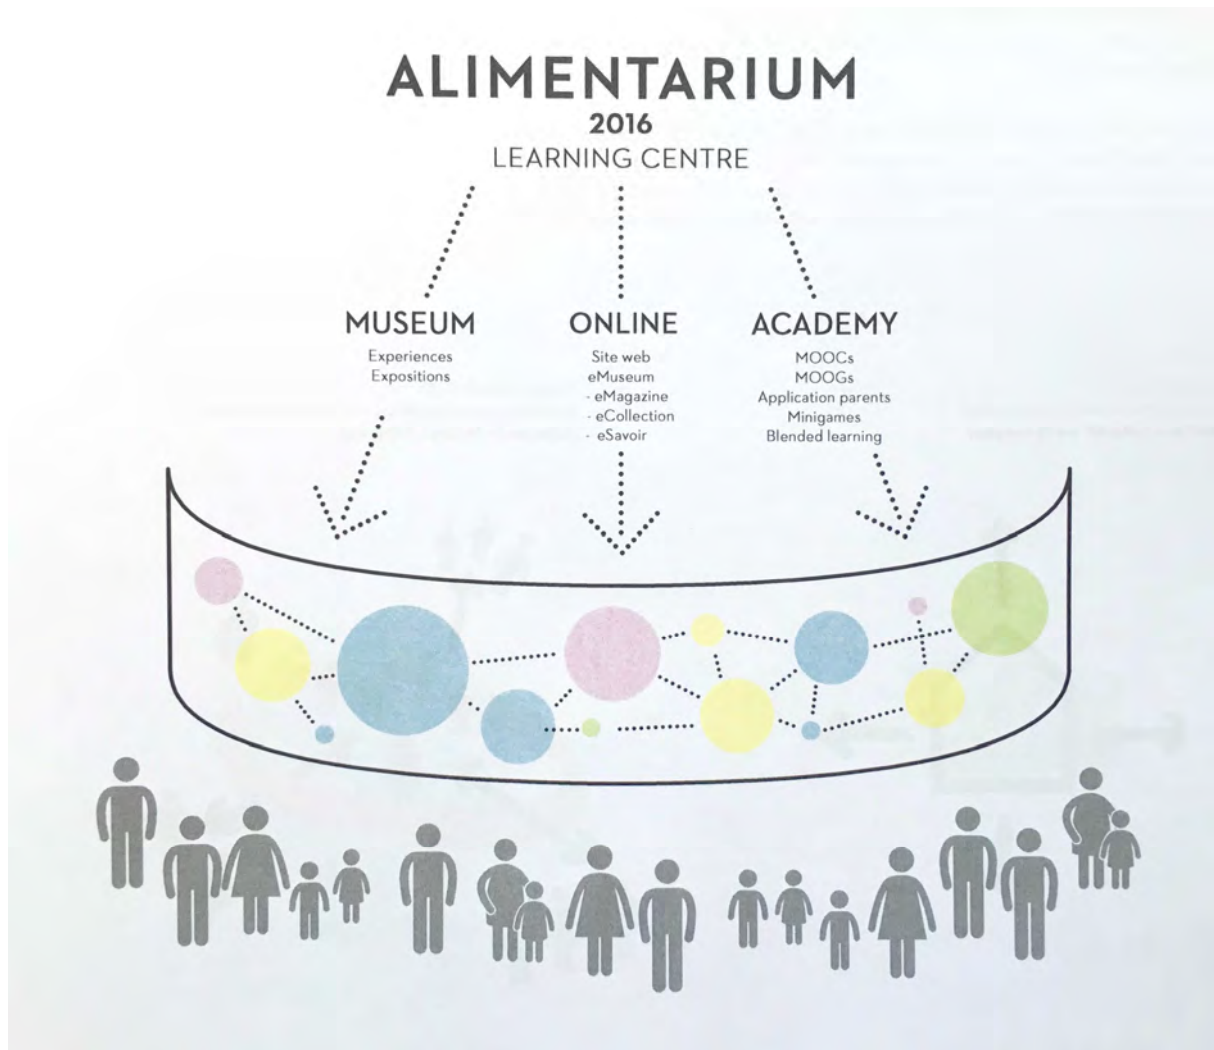 ALIMENTARIUM
2016
LEARNING CENTRE
MUSEUM
Experiences
Expositions
ONLINE
Site web
eMuseum
- eMagazine
- eCollection
- eSavoir
ACADEMY
MOOCs
MOOGs
Application parents
Minigames
Blended learning